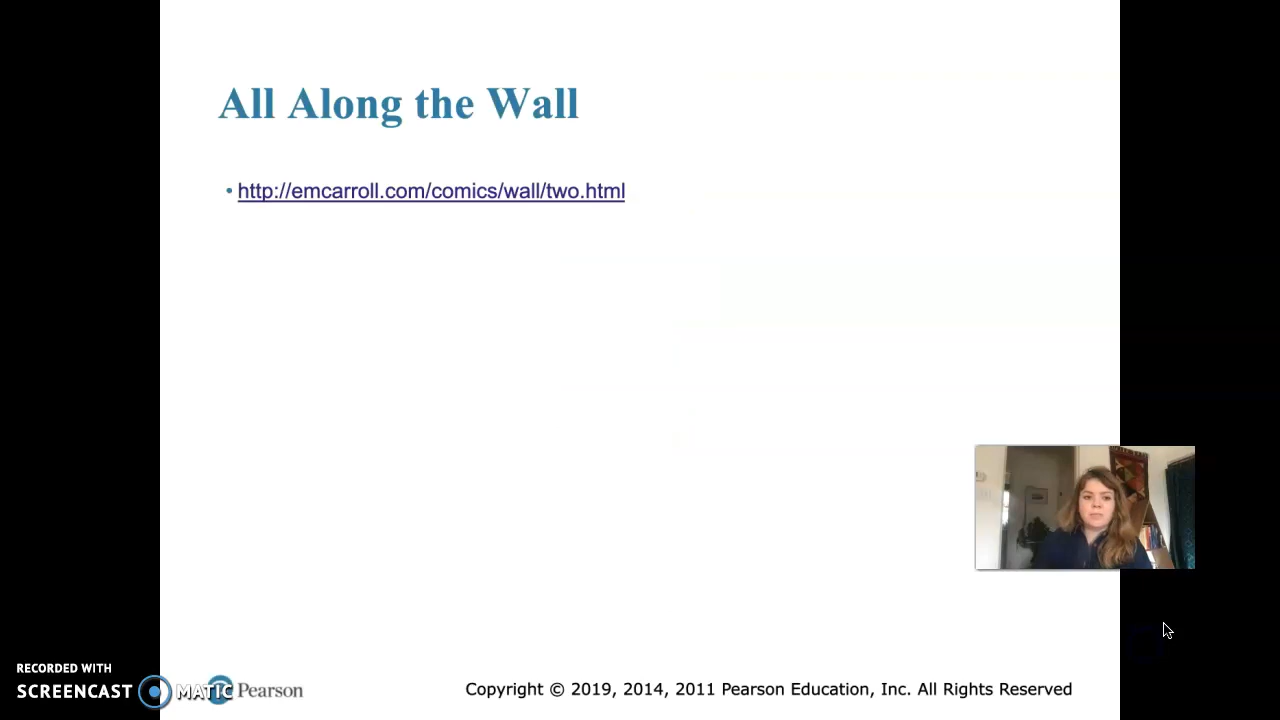 All Along the Wall
• http://emcarroll.com/comics/wall/two.html
RECORDED WITH
SCREENCAST MATIC
Pearson
Copyright © 2019, 2014, 2011 Pearson Education, Inc. All Rights Reserved